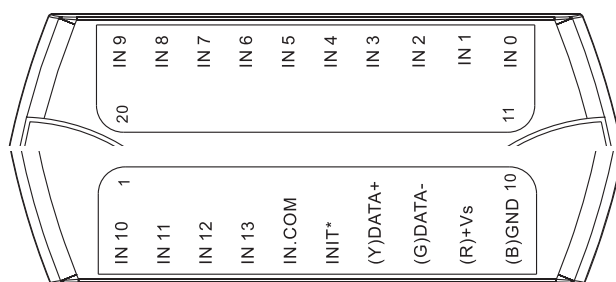 IN 9
IN 8
IN 7
IN 6
IN 5
IN 4
IN 3
IN 2
IN 1
IN 0
20
11
1
10
IN 10
IN 11
IN 12
IN 13
IN.COM
INIT*
(Y)DATA+
(G)DATA-
(R)+Vs
(B)GND